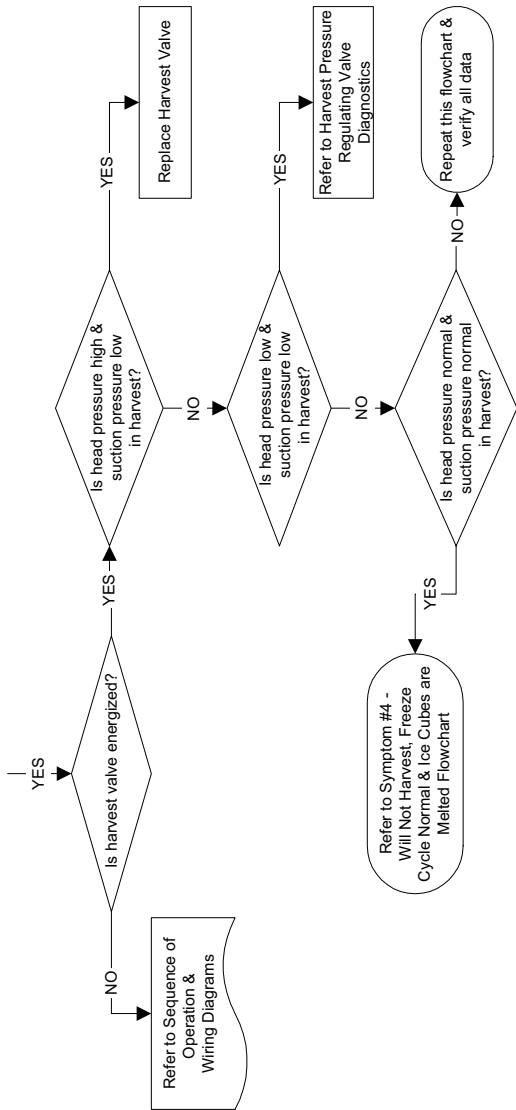 YES
Is harvest valve energized?
NO
Refer to Sequence of
Operation &
Wiring Diagrams
YES
Is head pressure high &
suction pressure low
in harvest?
YES
Replace Harvest Valve
NO
Is head pressure low &
suction pressure low
in harvest?
YES
Refer to Harvest Pressure
Regulating Valve
Diagnostics
NO
Is head pressure normal &
suction pressure normal
in harvest?
YES
Refer to Symptom #4 -
Will Not Harvest, Freeze
Cycle Normal & Ice Cubes are
Melted Flowchart
NO
Repeat this flowchart &
verify all data